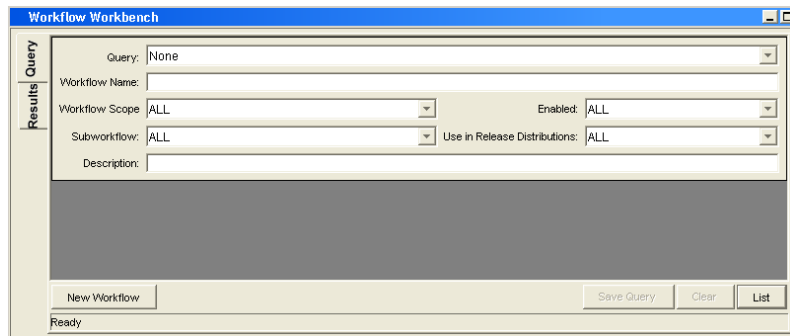 Workflow Workbench
Query
Results
Query: None
Workflow Name:
Workflow Scope ALL Enabled: ALL
Subworkflow: ALL Use in Release Distributions: ALL
Description:
New Workflow Save Query Clear List
Ready